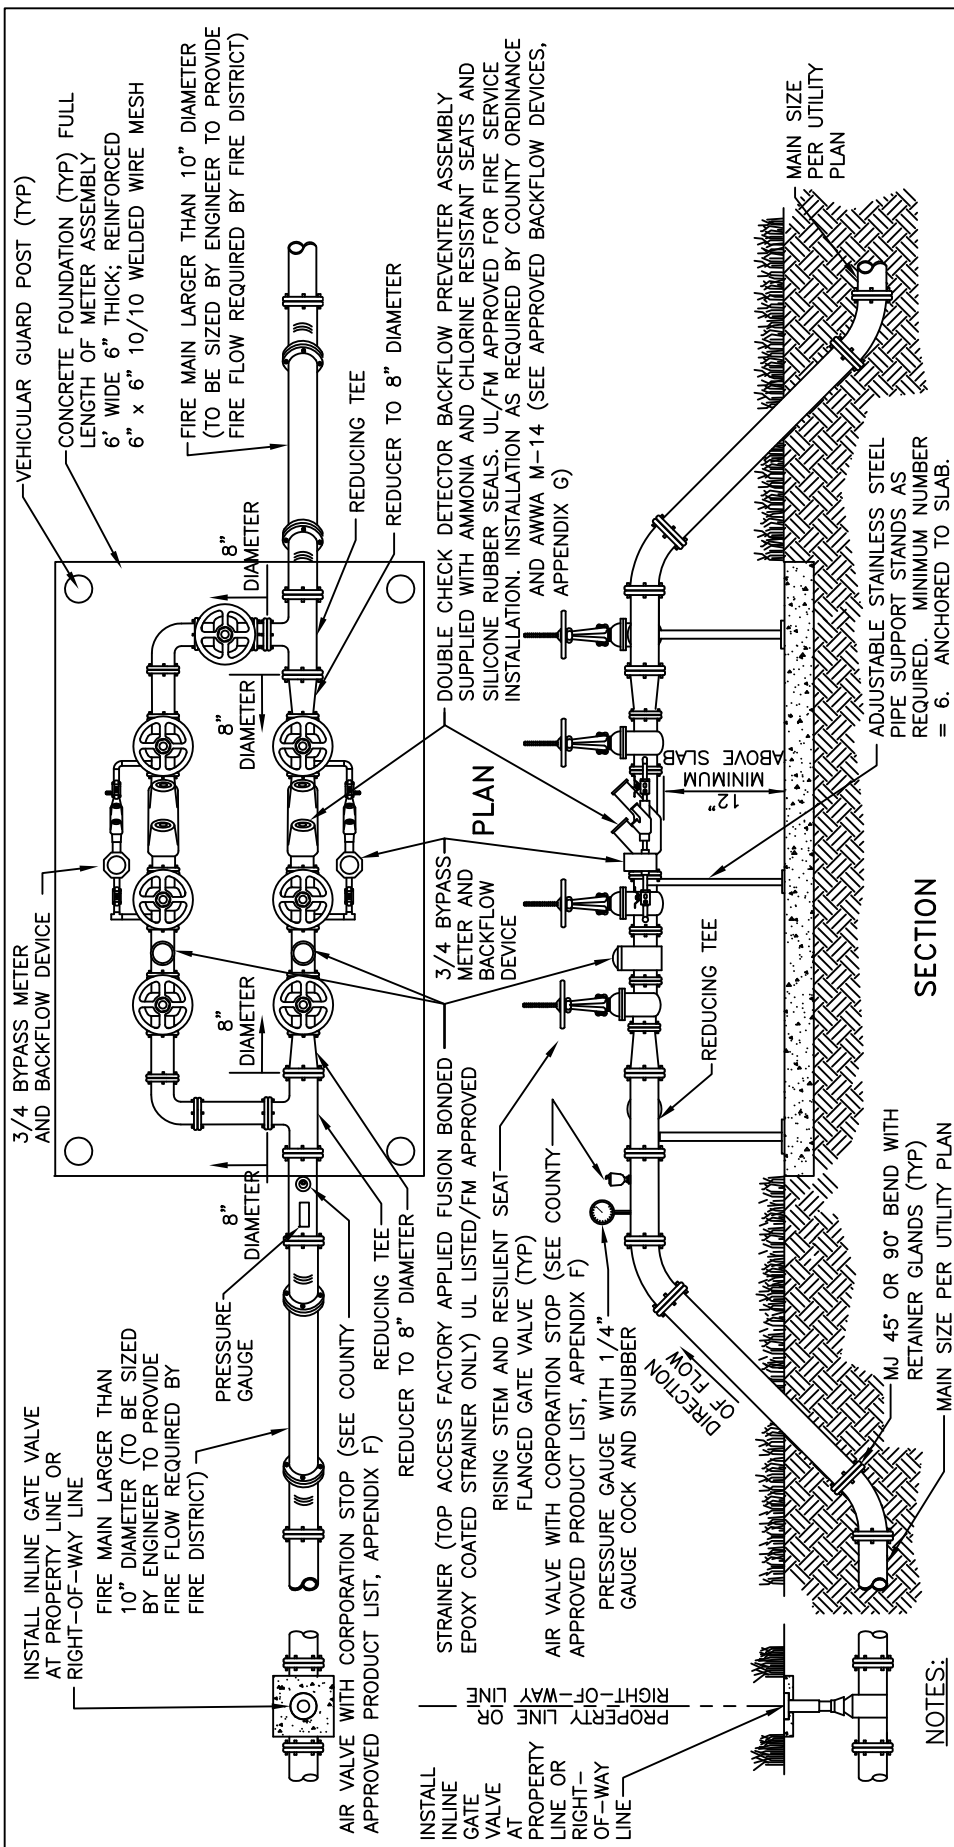 INSTALL INLINE GATE VALVE
AT PROPERTY LINE OR
RIGHT-OF-WAY LINE
FIRE MAIN LARGER THAN
10" DIAMETER (TO BE SIZED
BY ENGINEER TO PROVIDE
FIRE FLOW REQUIRED BY
FIRE DISTRICT)
PRESSURE
GAUGE
3/4 BYPASS METER
AND BACKFLOW DEVICE
VEHICULAR GUARD POST (TYP)
CONCRETE FOUNDATION (TYP) FULL
LENGTH OF METER ASSEMBLY
6' WIDE 6" THICK; REINFORCED
6" x 6" 10/10 WELDED WIRE MESH
FIRE MAIN LARGER THAN 10" DIAMETER
(TO BE SIZED BY ENGINEER TO PROVIDE
FIRE FLOW REQUIRED BY FIRE DISTRICT)
8"
DIAMETER
8"
DIAMETER
8"
DIAMETER
8"
DIAMETER
REDUCING TEE
REDUCER TO 8" DIAMETER
AIR VALVE WITH CORPORATION STOP (SEE COUNTY
APPROVED PRODUCT LIST, APPENDIX F)
REDUCING TEE
REDUCER TO 8" DIAMETER
PLAN
STRAINER (TOP ACCESS FACTORY APPLIED FUSION BONDED
EPOXY COATED STRAINER ONLY) UL LISTED/FM APPROVED
3/4 BYPASS
METER AND
BACKFLOW
DEVICE
DOUBLE CHECK DETECTOR BACKFLOW PREVENTER ASSEMBLY
SUPPLIED WITH AMMONIA AND CHLORINE RESISTANT SEATS AND
SILICONE RUBBER SEALS. UL/FM APPROVED FOR FIRE SERVICE
INSTALLATION. INSTALLATION AS REQUIRED BY COUNTY ORDINANCE
AND AWWA M-14 (SEE APPROVED BACKFLOW DEVICES,
APPENDIX G)
RISING STEM AND RESILIENT SEAT
FLANGED GATE VALVE (TYP)
AIR VALVE WITH CORPORATION STOP (SEE COUNTY
APPROVED PRODUCT LIST, APPENDIX F)
PRESSURE GAUGE WITH 1/4"
GAUGE COCK AND SNUBBER
INSTALL
INLINE
GATE
VALVE
AT
PROPERTY
LINE OR
RIGHT-
OF-WAY
LINE
PROPERTY LINE OR
RIGHT-OF-WAY LINE
DIRECTION
OF FLOW
REDUCING TEE
12"
MINIMUM
ABOVE SLAB
MAIN SIZE
PER UTILITY
PLAN
MJ 45° OR 90° BEND WITH
RETAINER GLANDS (TYP)
MAIN SIZE PER UTILITY PLAN
ADJUSTABLE STAINLESS STEEL
PIPE SUPPORT STANDS AS
REQUIRED. MINIMUM NUMBER
= 6. ANCHORED TO SLAB.
SECTION
NOTES: